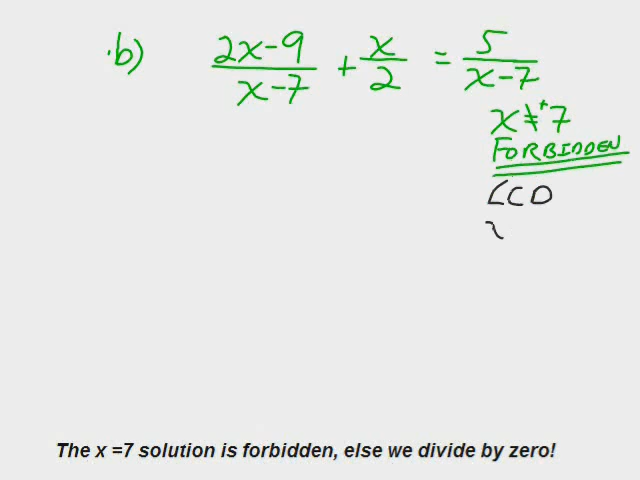 b) (2x-9)/(x-7) + x/2 = 5/(x-7)
x ≠ +7
FORBIDDEN
LCD
The x =7 solution is forbidden, else we divide by zero!